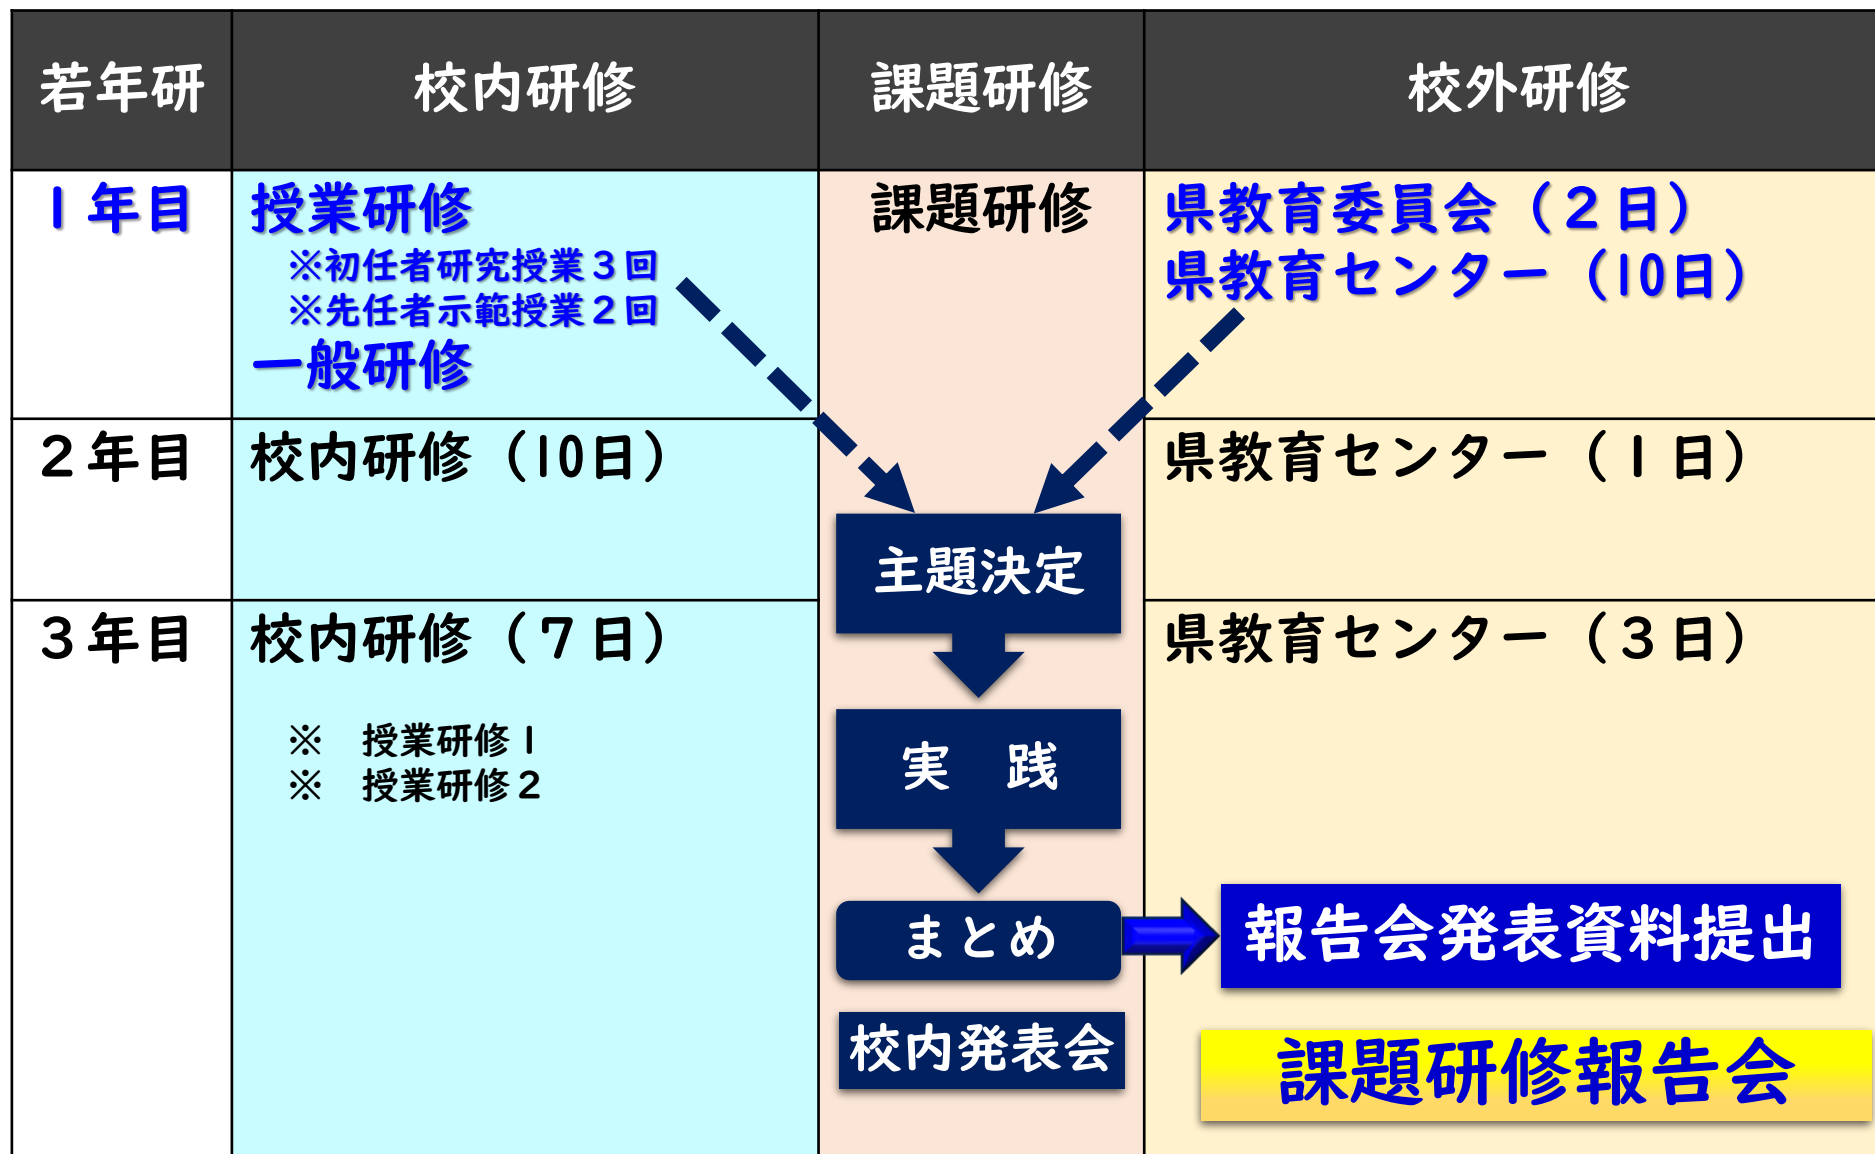 若年研
校内研修
課題研修
校外研修
1年目
授業研修
※初任者研究授業3回
※先任者示範授業2回
一般研修
課題研修
県教育委員会（2日）
県教育センター（10日）
2年目
校内研修（10日）
県教育センター（1日）
主題決定
3年目
校内研修（7日）
※　授業研修1
※　授業研修2
県教育センター（3日）
実　践
まとめ
報告会発表資料提出
校内発表会
課題研修報告会